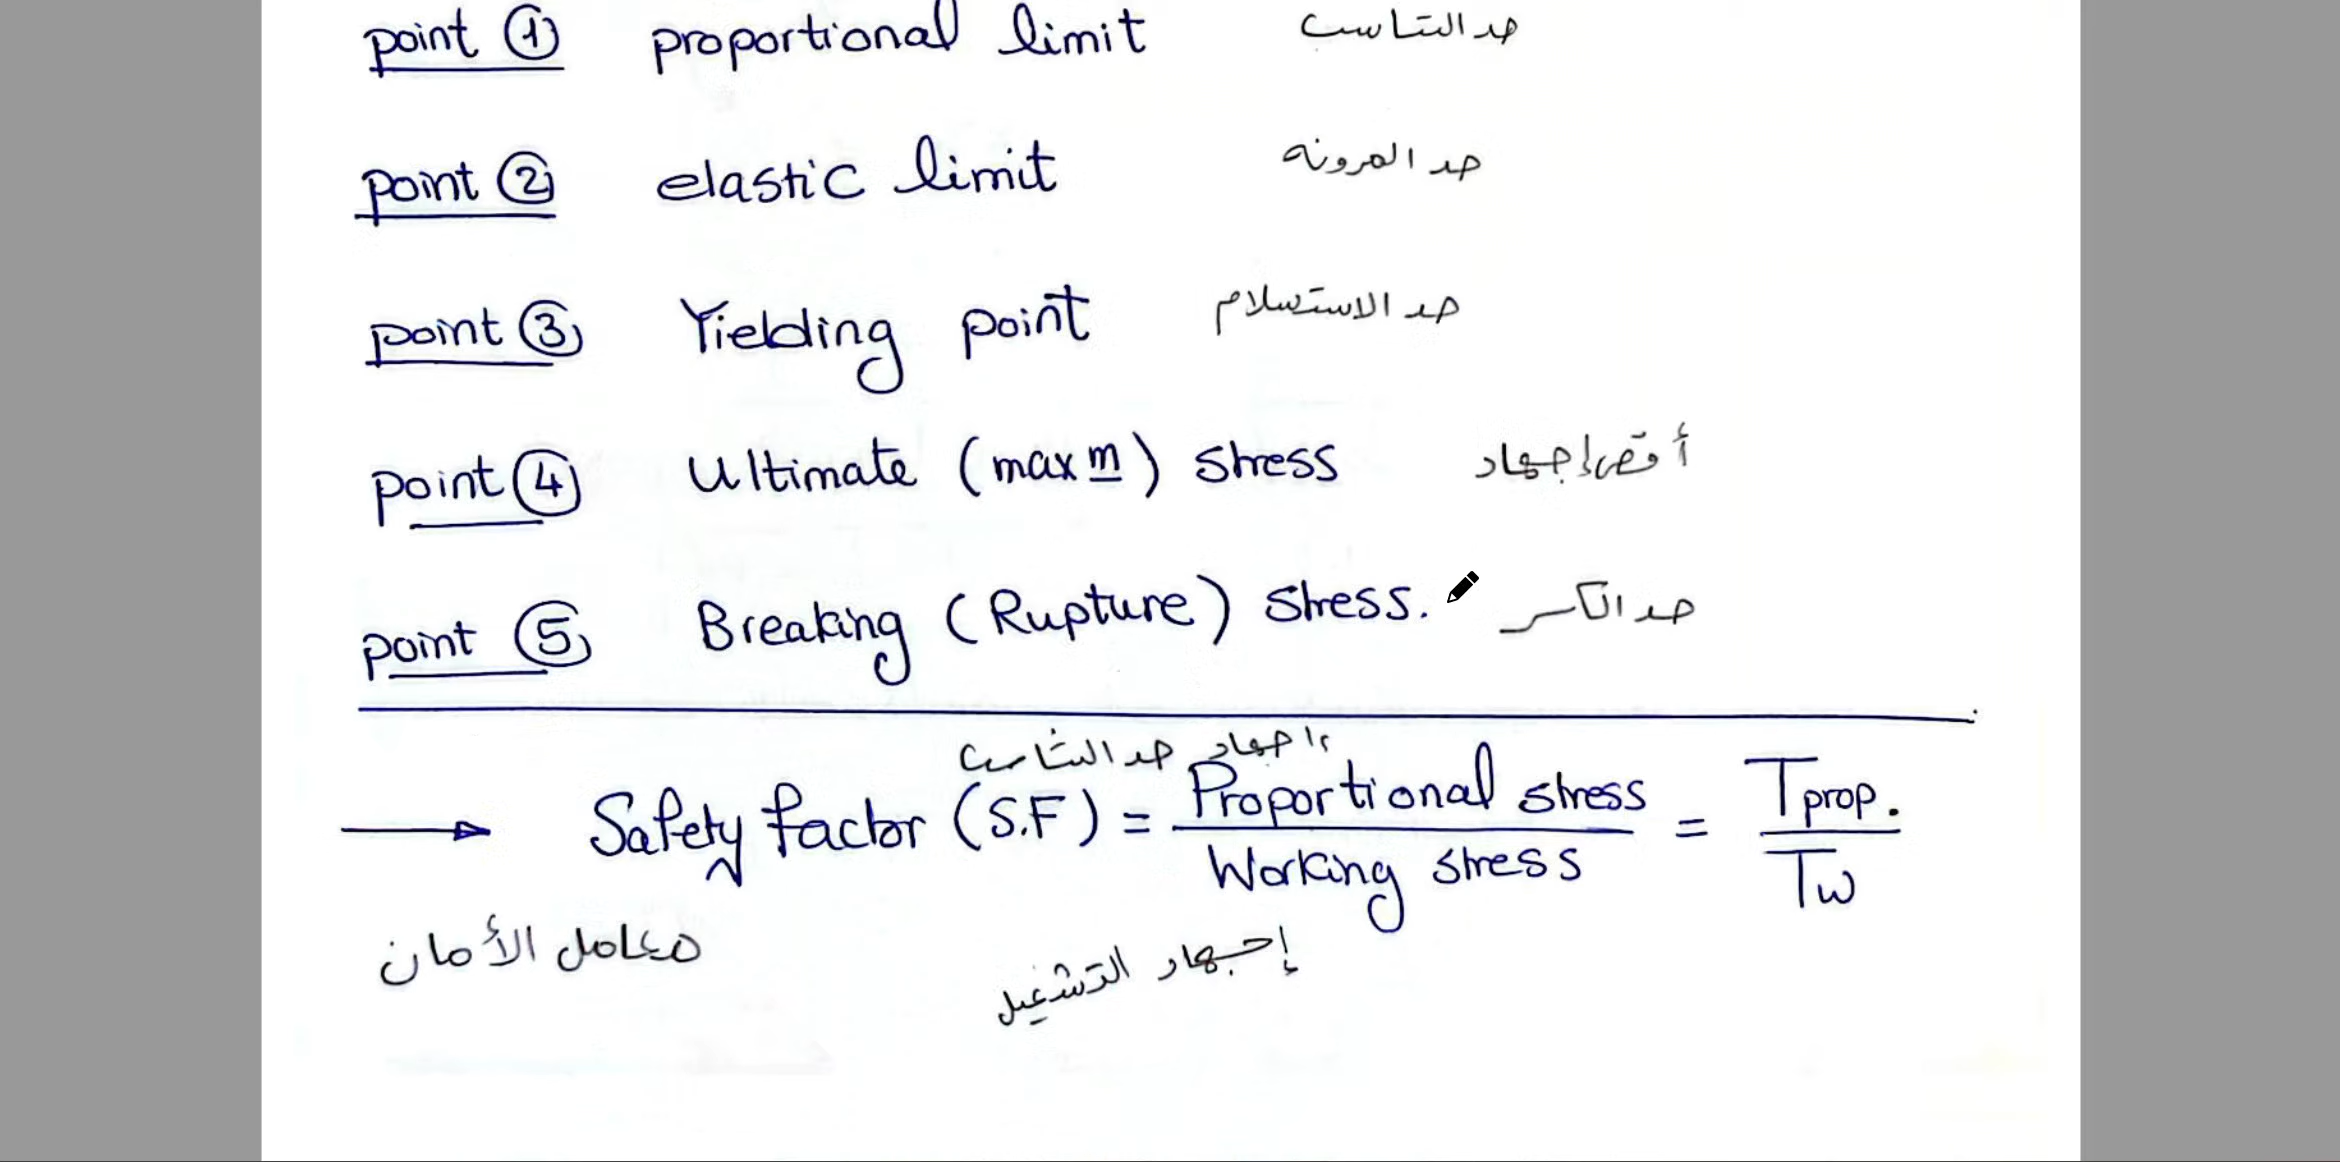 point ① proportional limit حد التناسب
point ② elastic limit حد المرونه
point ③ Yielding point حد الاستسلام
point ④ Ultimate (max m) stress أقصى إجهاد
point ⑤ Breaking (Rupture) stress. حد الكسر
اجهاد حد التناسب
→ Safety factor (S.F) = Proportional stress / Working stress = Tprop. / Tw
معامل الأمان
إجهاد التشغيل